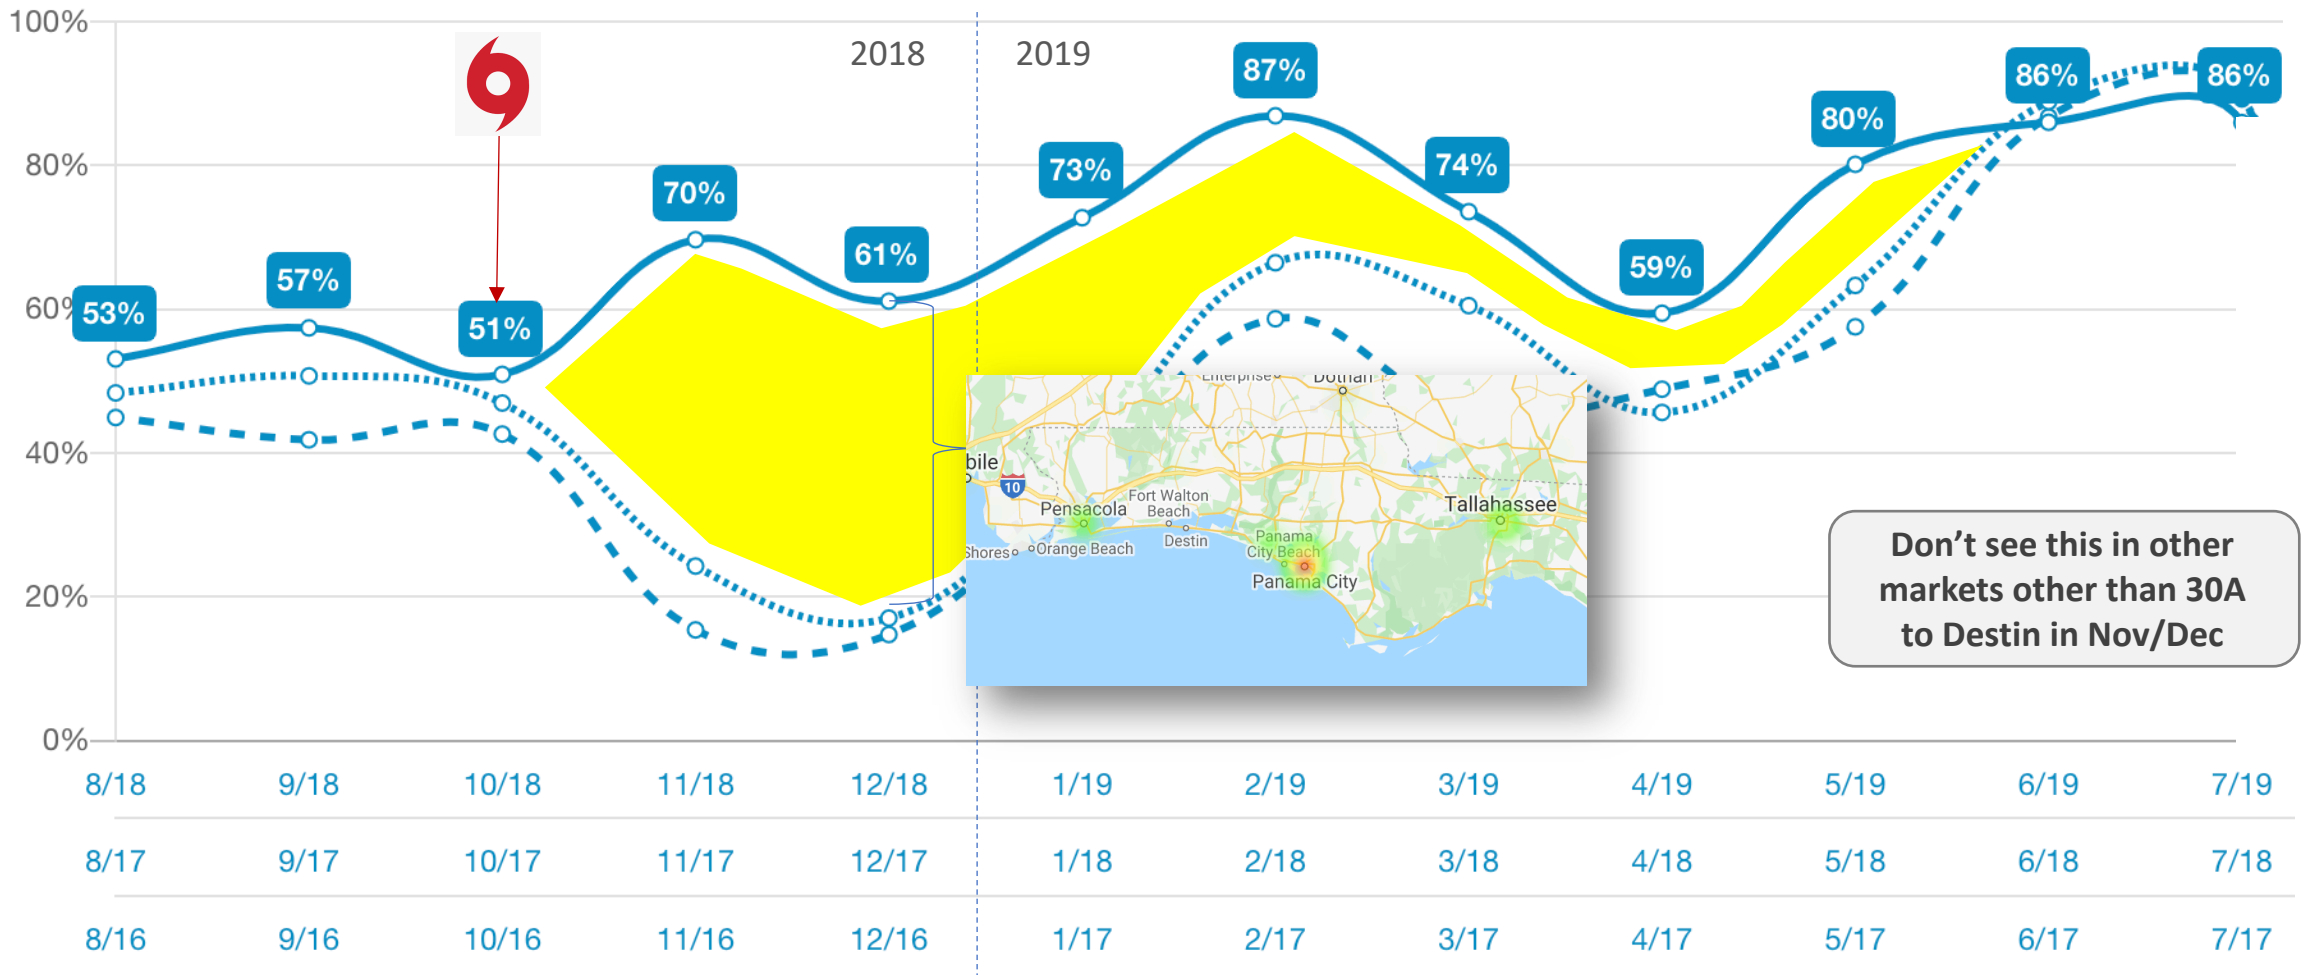 100%
2018
2019
87%
86%
86%
80%
80%
73%
74%
70%
61%
60%
57%
53%
51%
59%
40%
20%
0%
Enterprise
Dothan
bile
10
Pensacola
Fort Walton
Beach
Tallahassee
Shores
Orange Beach
Destin
Panama
City Beach
Panama City
Don’t see this in other
markets other than 30A
to Destin in Nov/Dec
8/18 9/18 10/18 11/18 12/18 1/19 2/19 3/19 4/19 5/19 6/19 7/19
8/17 9/17 10/17 11/17 12/17 1/18 2/18 3/18 4/18 5/18 6/18 7/18
8/16 9/16 10/16 11/16 12/16 1/17 2/17 3/17 4/17 5/17 6/17 7/17